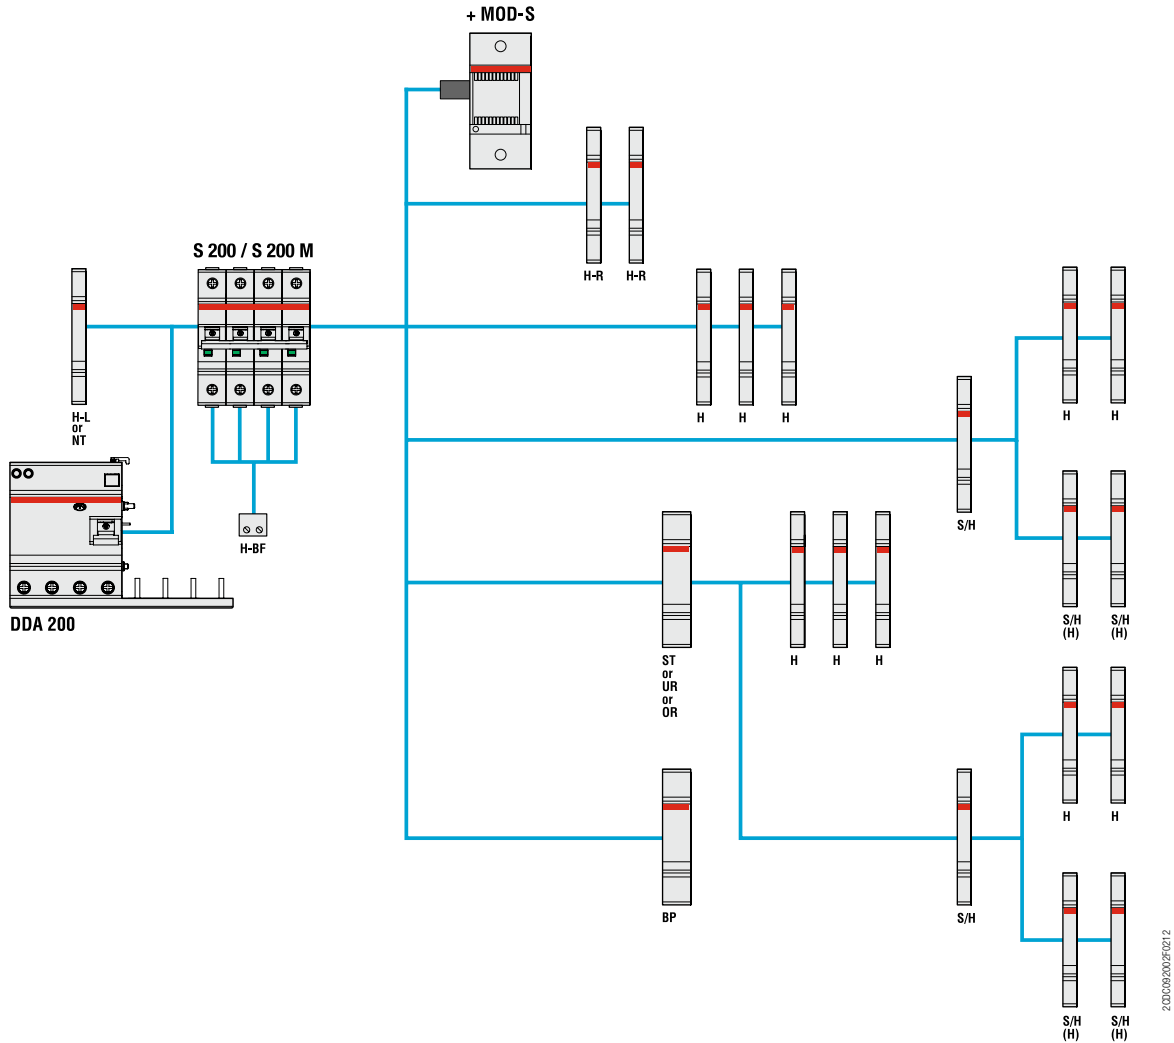 + MOD-S
H-R H-R
S 200 / S 200 M
H-L
or
NT
H H H
H H
S/H
H-BF
DDA 200
S/H
(H)
S/H
(H)
ST
or
UR
or
OR
H H H
H H
BP
S/H
S/H
(H)
S/H
(H)
2CDC092002F0212